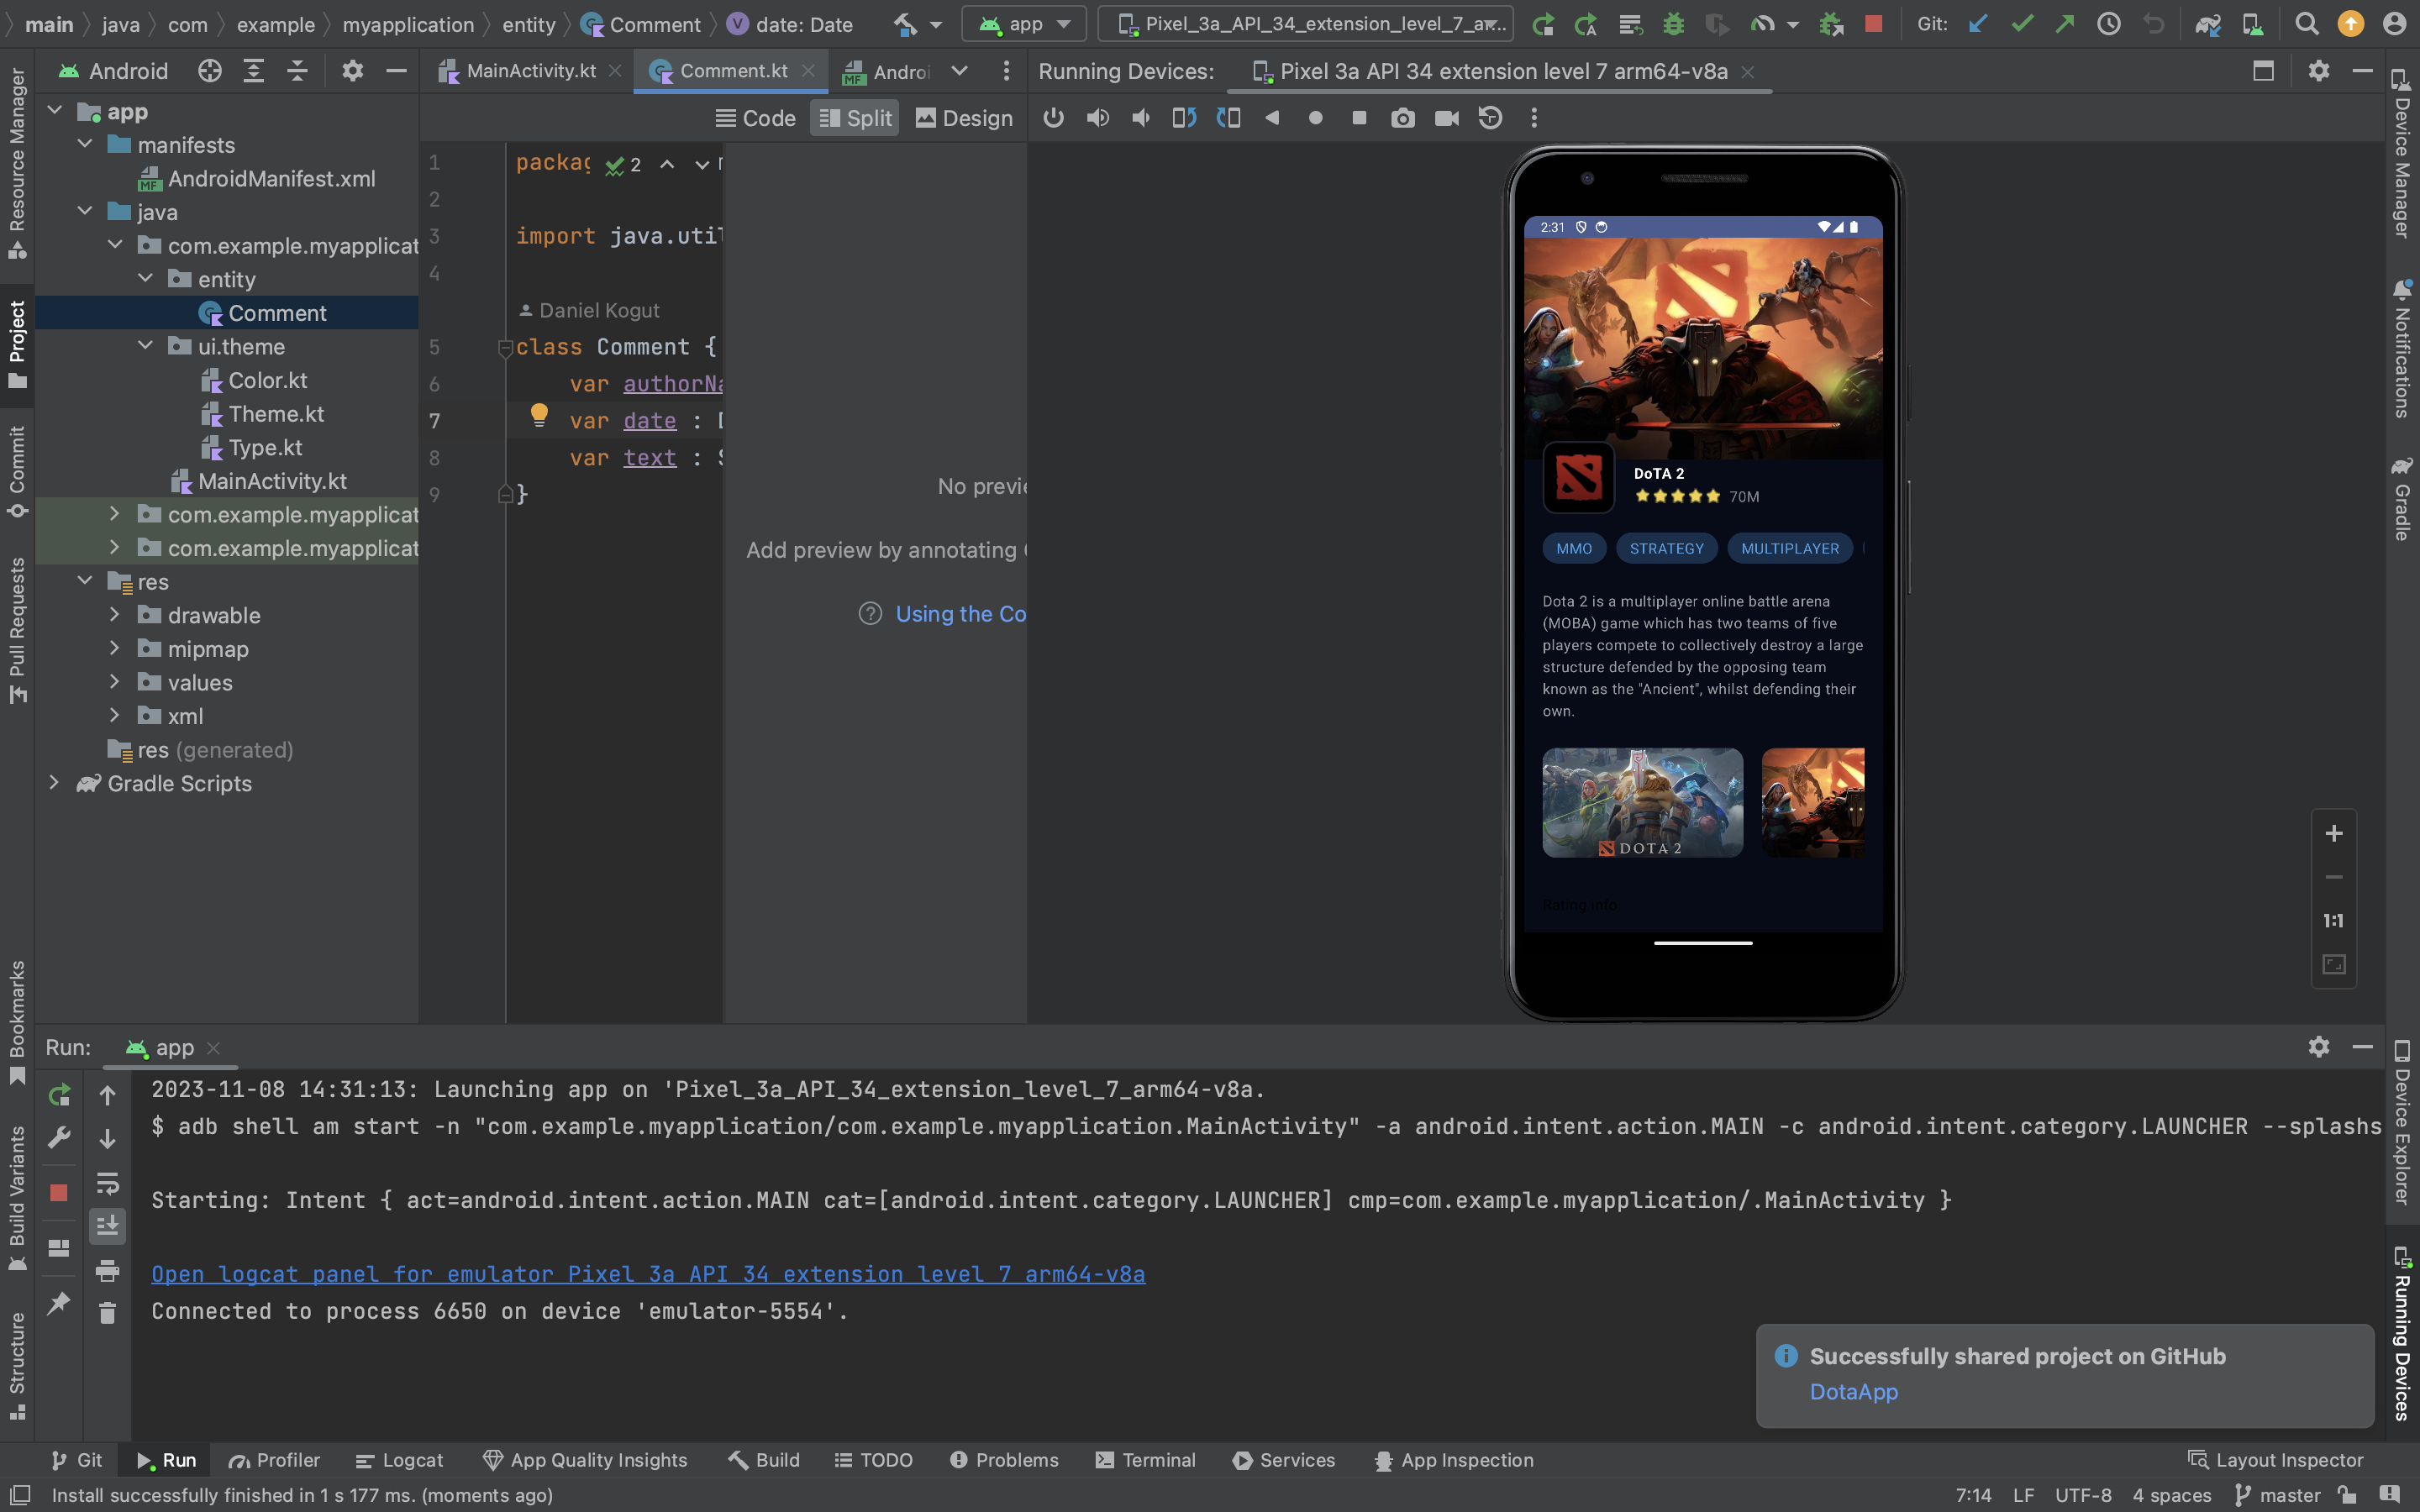 main java com example myapplication entity Comment date: Date app Pixel_3a_API_34_extension_level_7_a... Git:
Android MainActivity.kt Comment.kt Androi Running Devices: Pixel 3a API 34 extension level 7 arm64-v8a
Code Split Design
Resource Manager
Project
Commit
Pull Requests
Bookmarks
Build Variants
Structure
app
manifests
AndroidManifest.xml
java
com.example.myapplicat
entity
Comment
ui.theme
Color.kt
Theme.kt
Type.kt
MainActivity.kt
com.example.myapplicat
com.example.myapplicat
res
drawable
mipmap
values
xml
res (generated)
Gradle Scripts
1 packag 2
2
3 import java.util
4
Daniel Kogut
5 class Comment {
6 var authorNa
7 var date :
8 var text : S
9 }
No previe
Add preview by annotating
Using the Co
2:31
DoTA 2
70M
MMO STRATEGY MULTIPLAYER
Dota 2 is a multiplayer online battle arena
(MOBA) game which has two teams of five
players compete to collectively destroy a large
structure defended by the opposing team
known as the "Ancient", whilst defending their
own.
DOTA 2
Rating Info
1:1
Device Manager
Notifications
Gradle
Device Explorer
Running Devices
Run: app
2023-11-08 14:31:13: Launching app on 'Pixel_3a_API_34_extension_level_7_arm64-v8a.
$ adb shell am start -n "com.example.myapplication/com.example.myapplication.MainActivity" -a android.intent.action.MAIN -c android.intent.category.LAUNCHER --splashs
Starting: Intent { act=android.intent.action.MAIN cat=[android.intent.category.LAUNCHER] cmp=com.example.myapplication/.MainActivity }
Open logcat panel for emulator Pixel 3a API 34 extension level 7 arm64-v8a
Connected to process 6650 on device 'emulator-5554'.
Successfully shared project on GitHub
DotaApp
Git Run Profiler Logcat App Quality Insights Build TODO Problems Terminal Services App Inspection Layout Inspector
Install successfully finished in 1 s 177 ms. (moments ago) 7:14 LF UTF-8 4 spaces master